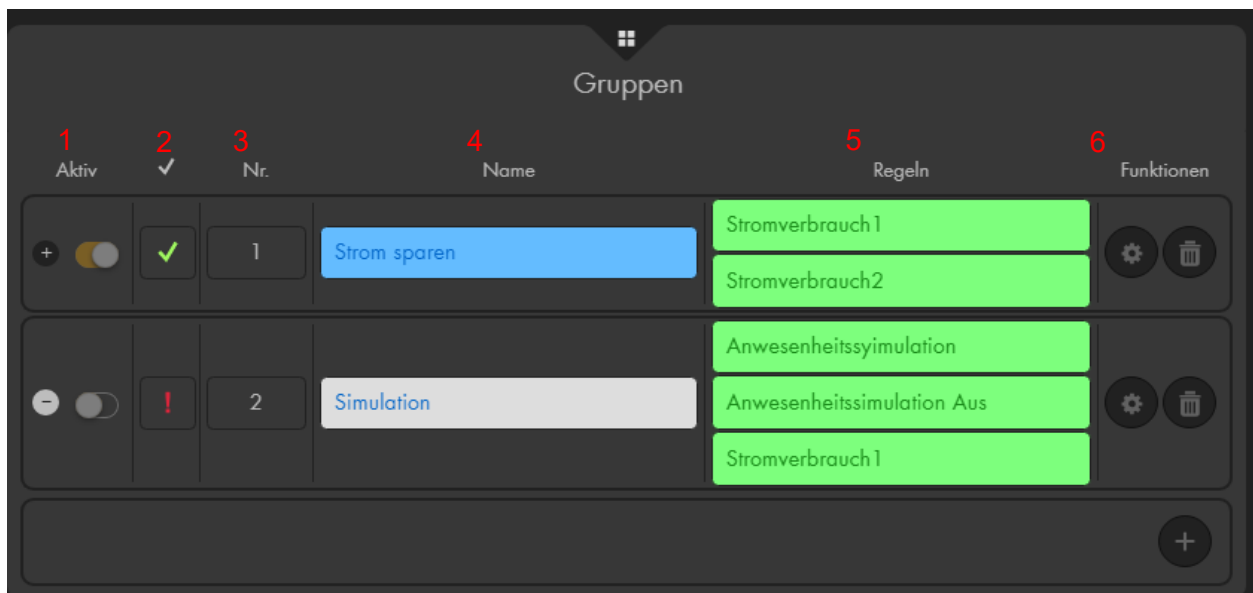 Gruppen
1 2 3 4 5 6
Aktiv ✓ Nr. Name Regeln Funktionen
+ ✓ 1 Strom sparen Stromverbrauch1
Stromverbrauch2
Anwesenheitssyimulation
- ! 2 Simulation Anwesenheitssimulation Aus
Stromverbrauch1
+